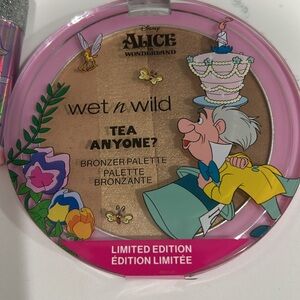 Disney
ALICE
IN
WONDERLAND
wet n wild
TEA
ANYONE?
BRONZER PALETTE
PALETTE
BRONZANTE
LIMITED EDITION
ÉDITION LIMITÉE